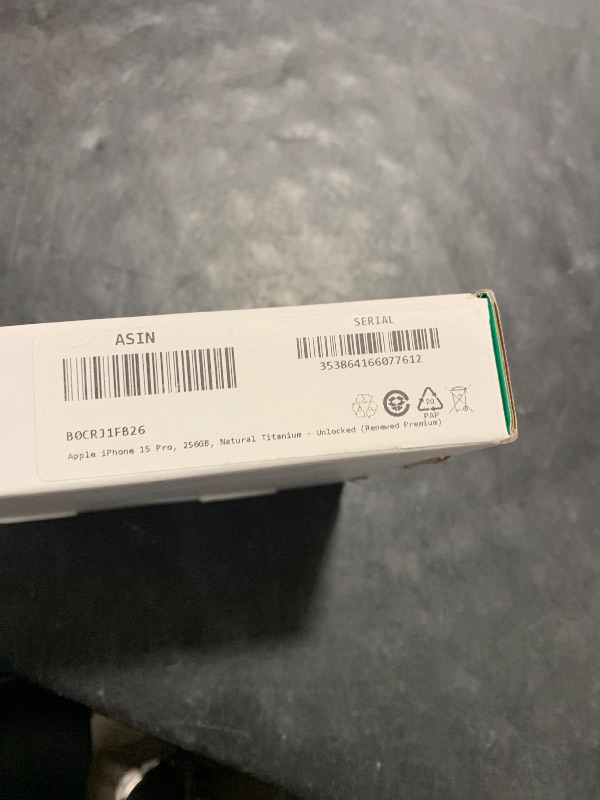 ASIN
SERIAL
353864166077612
B0CRJ1FB26
20
PAP
Apple iPhone 15 Pro, 256GB, Natural Titanium - Unlocked (Renewed Premium)